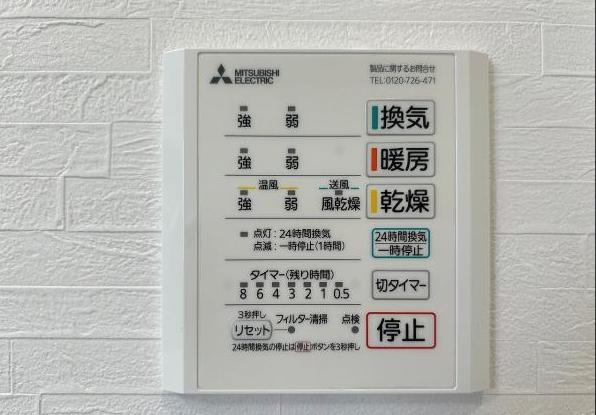 MITSUBISHI
ELECTRIC
製品に関するお問合せ
TEL:0120-726-471
強 弱 換気
強 弱 暖房
温風 送風
強 弱 風乾燥 乾燥
点灯:24時間換気
点滅:一時停止(1時間)
24時間換気
一時停止
タイマー(残り時間)
8 6 4 3 2 1 0.5
切タイマー
3秒押し
リセット フィルター清掃 点検
停止
24時間換気の停止は停止ボタンを3秒押し